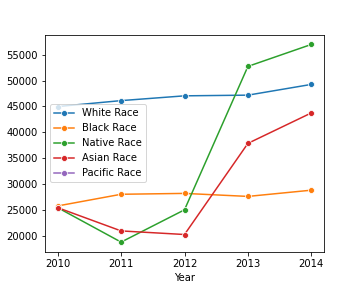 55000
50000
45000
40000
35000
30000
25000
20000
White Race
Black Race
Native Race
Asian Race
Pacific Race
2010 2011 2012 2013 2014
Year